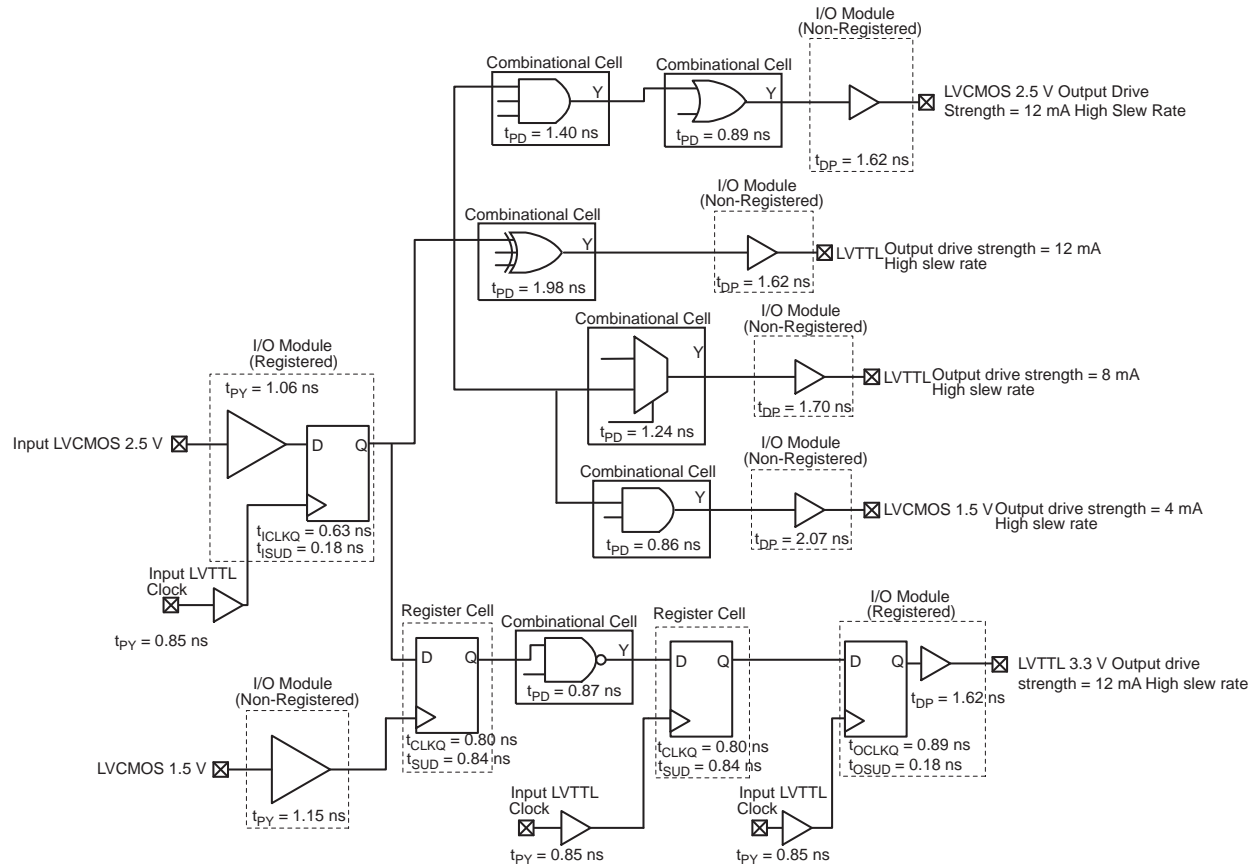 I/O Module
(Non-Registered)
Combinational Cell
Combinational Cell
Y
Y
LVCMOS 2.5 V Output Drive
Strength = 12 mA High Slew Rate
tPD = 1.40 ns
tPD = 0.89 ns
tDP = 1.62 ns
I/O Module
(Non-Registered)
Combinational Cell
Y
LVTTL Output drive strength = 12 mA
High slew rate
tPD = 1.98 ns
tDP = 1.62 ns
Combinational Cell
I/O Module
(Non-Registered)
Y
LVTTL Output drive strength = 8 mA
High slew rate
tDP = 1.70 ns
tPD = 1.24 ns
I/O Module
(Registered)
tPY = 1.06 ns
Input LVCMOS 2.5 V
D
Q
tICLKQ = 0.63 ns
tISUD = 0.18 ns
I/O Module
(Non-Registered)
Combinational Cell
Y
LVCMOS 1.5 V Output drive strength = 4 mA
High slew rate
tPD = 0.86 ns
tDP = 2.07 ns
Input LVTTL
Clock
tPY = 0.85 ns
Register Cell
Combinational Cell
Register Cell
I/O Module
(Registered)
D
Q
Y
D
Q
D
Q
LVTTL 3.3 V Output drive
strength = 12 mA High slew rate
tPD = 0.87 ns
tDP = 1.62 ns
I/O Module
(Non-Registered)
tCLKQ = 0.80 ns
tSUD = 0.84 ns
tCLKQ = 0.80 ns
tSUD = 0.84 ns
tOCLKQ = 0.89 ns
tOSUD = 0.18 ns
LVCMOS 1.5 V
tPY = 1.15 ns
Input LVTTL
Clock
tPY = 0.85 ns
Input LVTTL
Clock
tPY = 0.85 ns